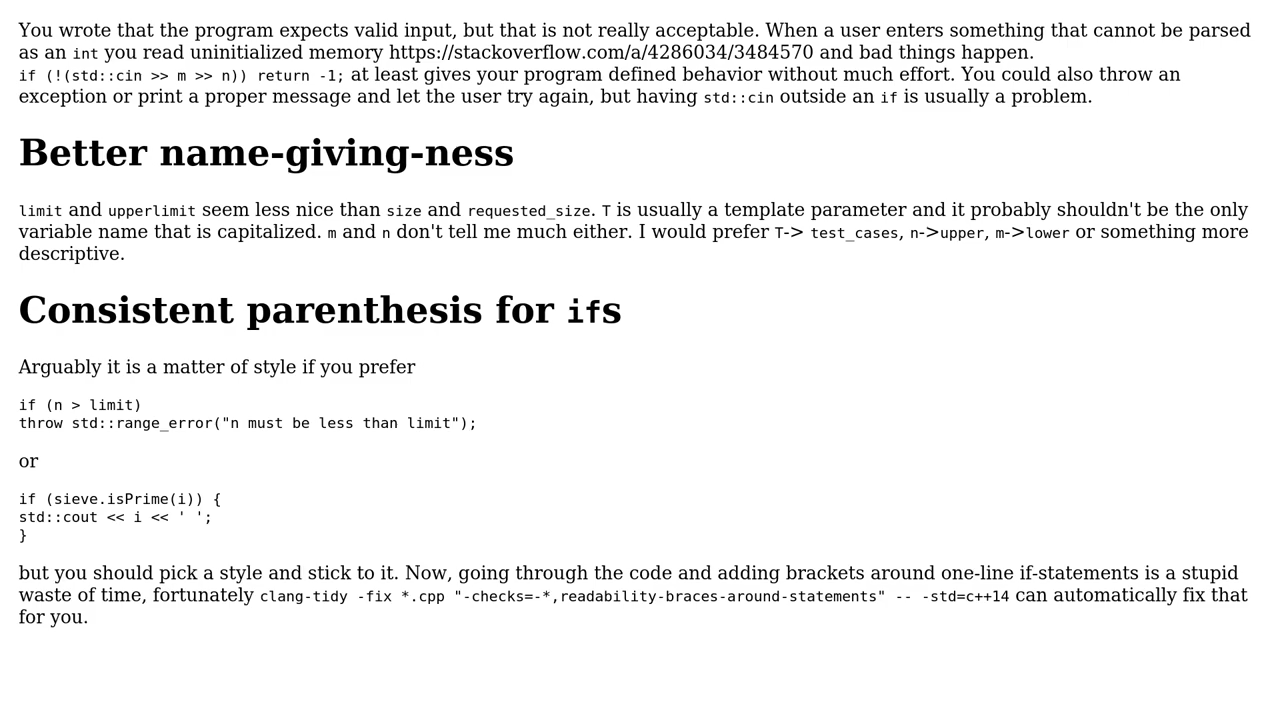 You wrote that the program expects valid input, but that is not really acceptable. When a user enters something that cannot be parsed
as an int you read uninitialized memory https://stackoverflow.com/a/4286034/3484570 and bad things happen.
if (!(std::cin >> m >> n)) return -1; at least gives your program defined behavior without much effort. You could also throw an
exception or print a proper message and let the user try again, but having std::cin outside an if is usually a problem.
Better name-giving-ness
limit and upperlimit seem less nice than size and requested_size. T is usually a template parameter and it probably shouldn't be the only
variable name that is capitalized. m and n don't tell me much either. I would prefer T-> test_cases, n->upper, m->lower or something more
descriptive.
Consistent parenthesis for ifs
Arguably it is a matter of style if you prefer
if (n > limit)
throw std::range_error("n must be less than limit");
or
if (sieve.isPrime(i)) {
std::cout << i << ' ';
}
but you should pick a style and stick to it. Now, going through the code and adding brackets around one-line if-statements is a stupid
waste of time, fortunately clang-tidy -fix *.cpp "-checks=-*,readability-braces-around-statements" -- -std=c++14 can automatically fix that
for you.